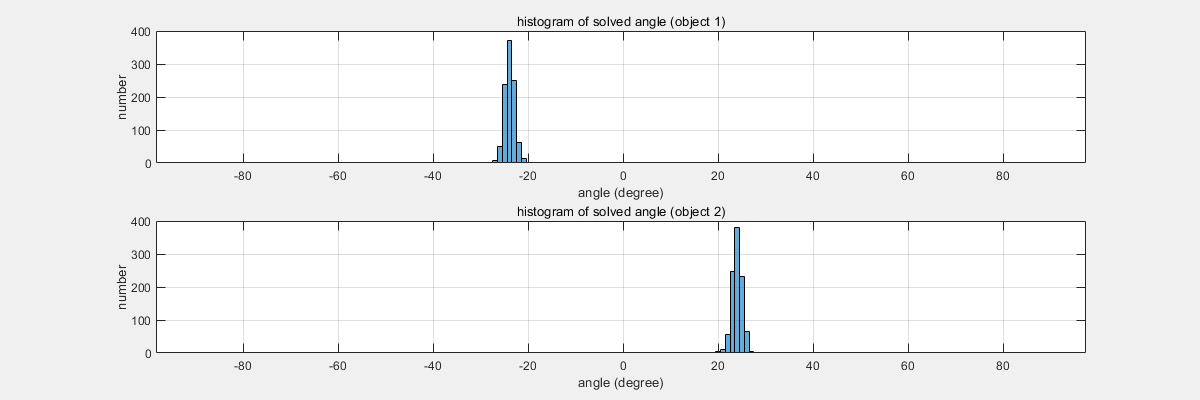 histogram of solved angle (object 1)
400
300
200
100
0
number
-80 -60 -40 -20 0 20 40 60 80
angle (degree)
histogram of solved angle (object 2)
400
300
200
100
0
number
-80 -60 -40 -20 0 20 40 60 80
angle (degree)